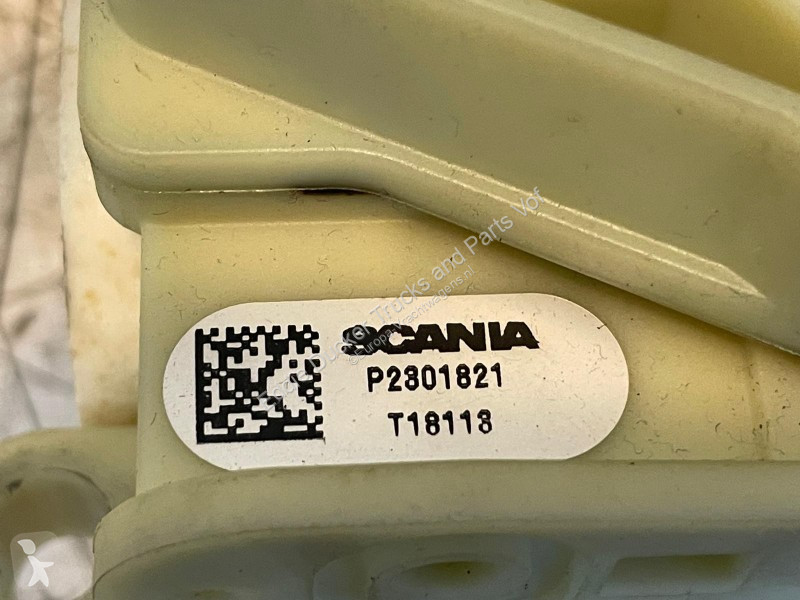 SCANIA
P2301821
T18113
Trucks and Parts Vof